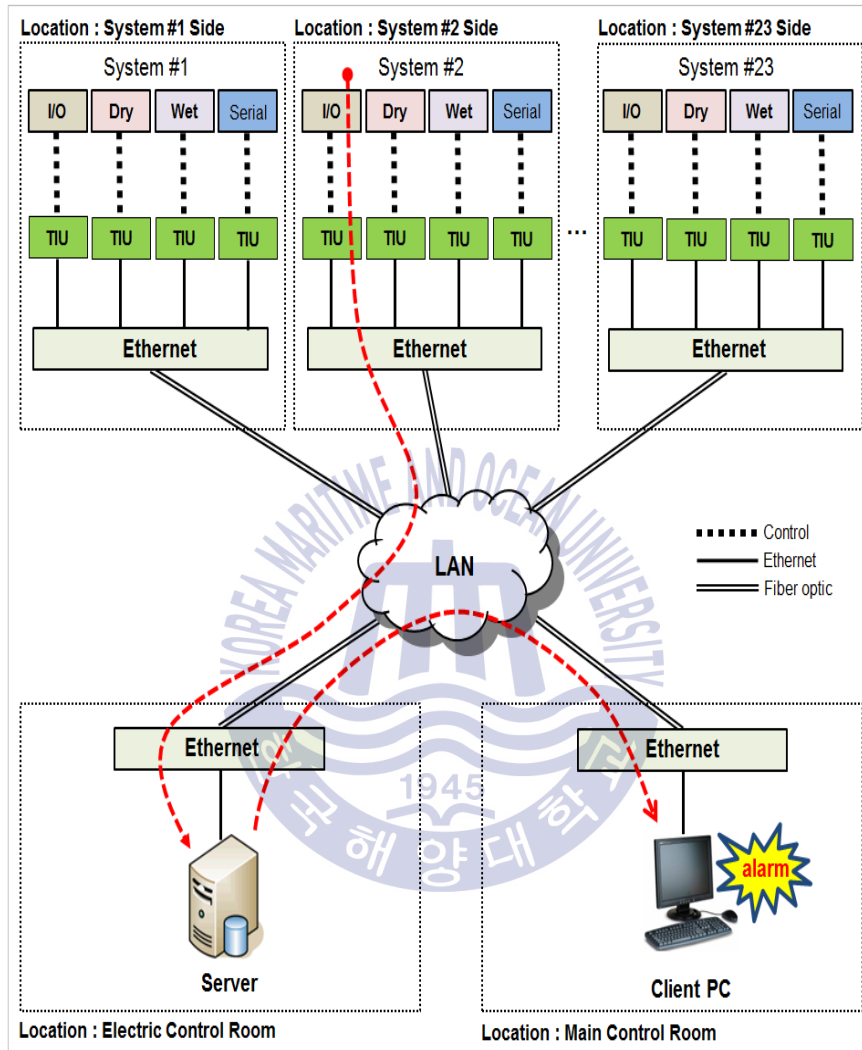 Location : System #1 Side
Location : System #2 Side
Location : System #23 Side
System #1
System #2
System #23
I/O Dry Wet Serial
I/O Dry Wet Serial
I/O Dry Wet Serial
TIU TIU TIU TIU
TIU TIU TIU TIU
...
TIU TIU TIU TIU
Ethernet
Ethernet
Ethernet
KOREA MARITIME AND OCEAN UNIVERSITY
LAN
Control
Ethernet
Fiber optic
Ethernet
Ethernet
1945
한국해양대학교
alarm
Server
Client PC
Location : Electric Control Room
Location : Main Control Room